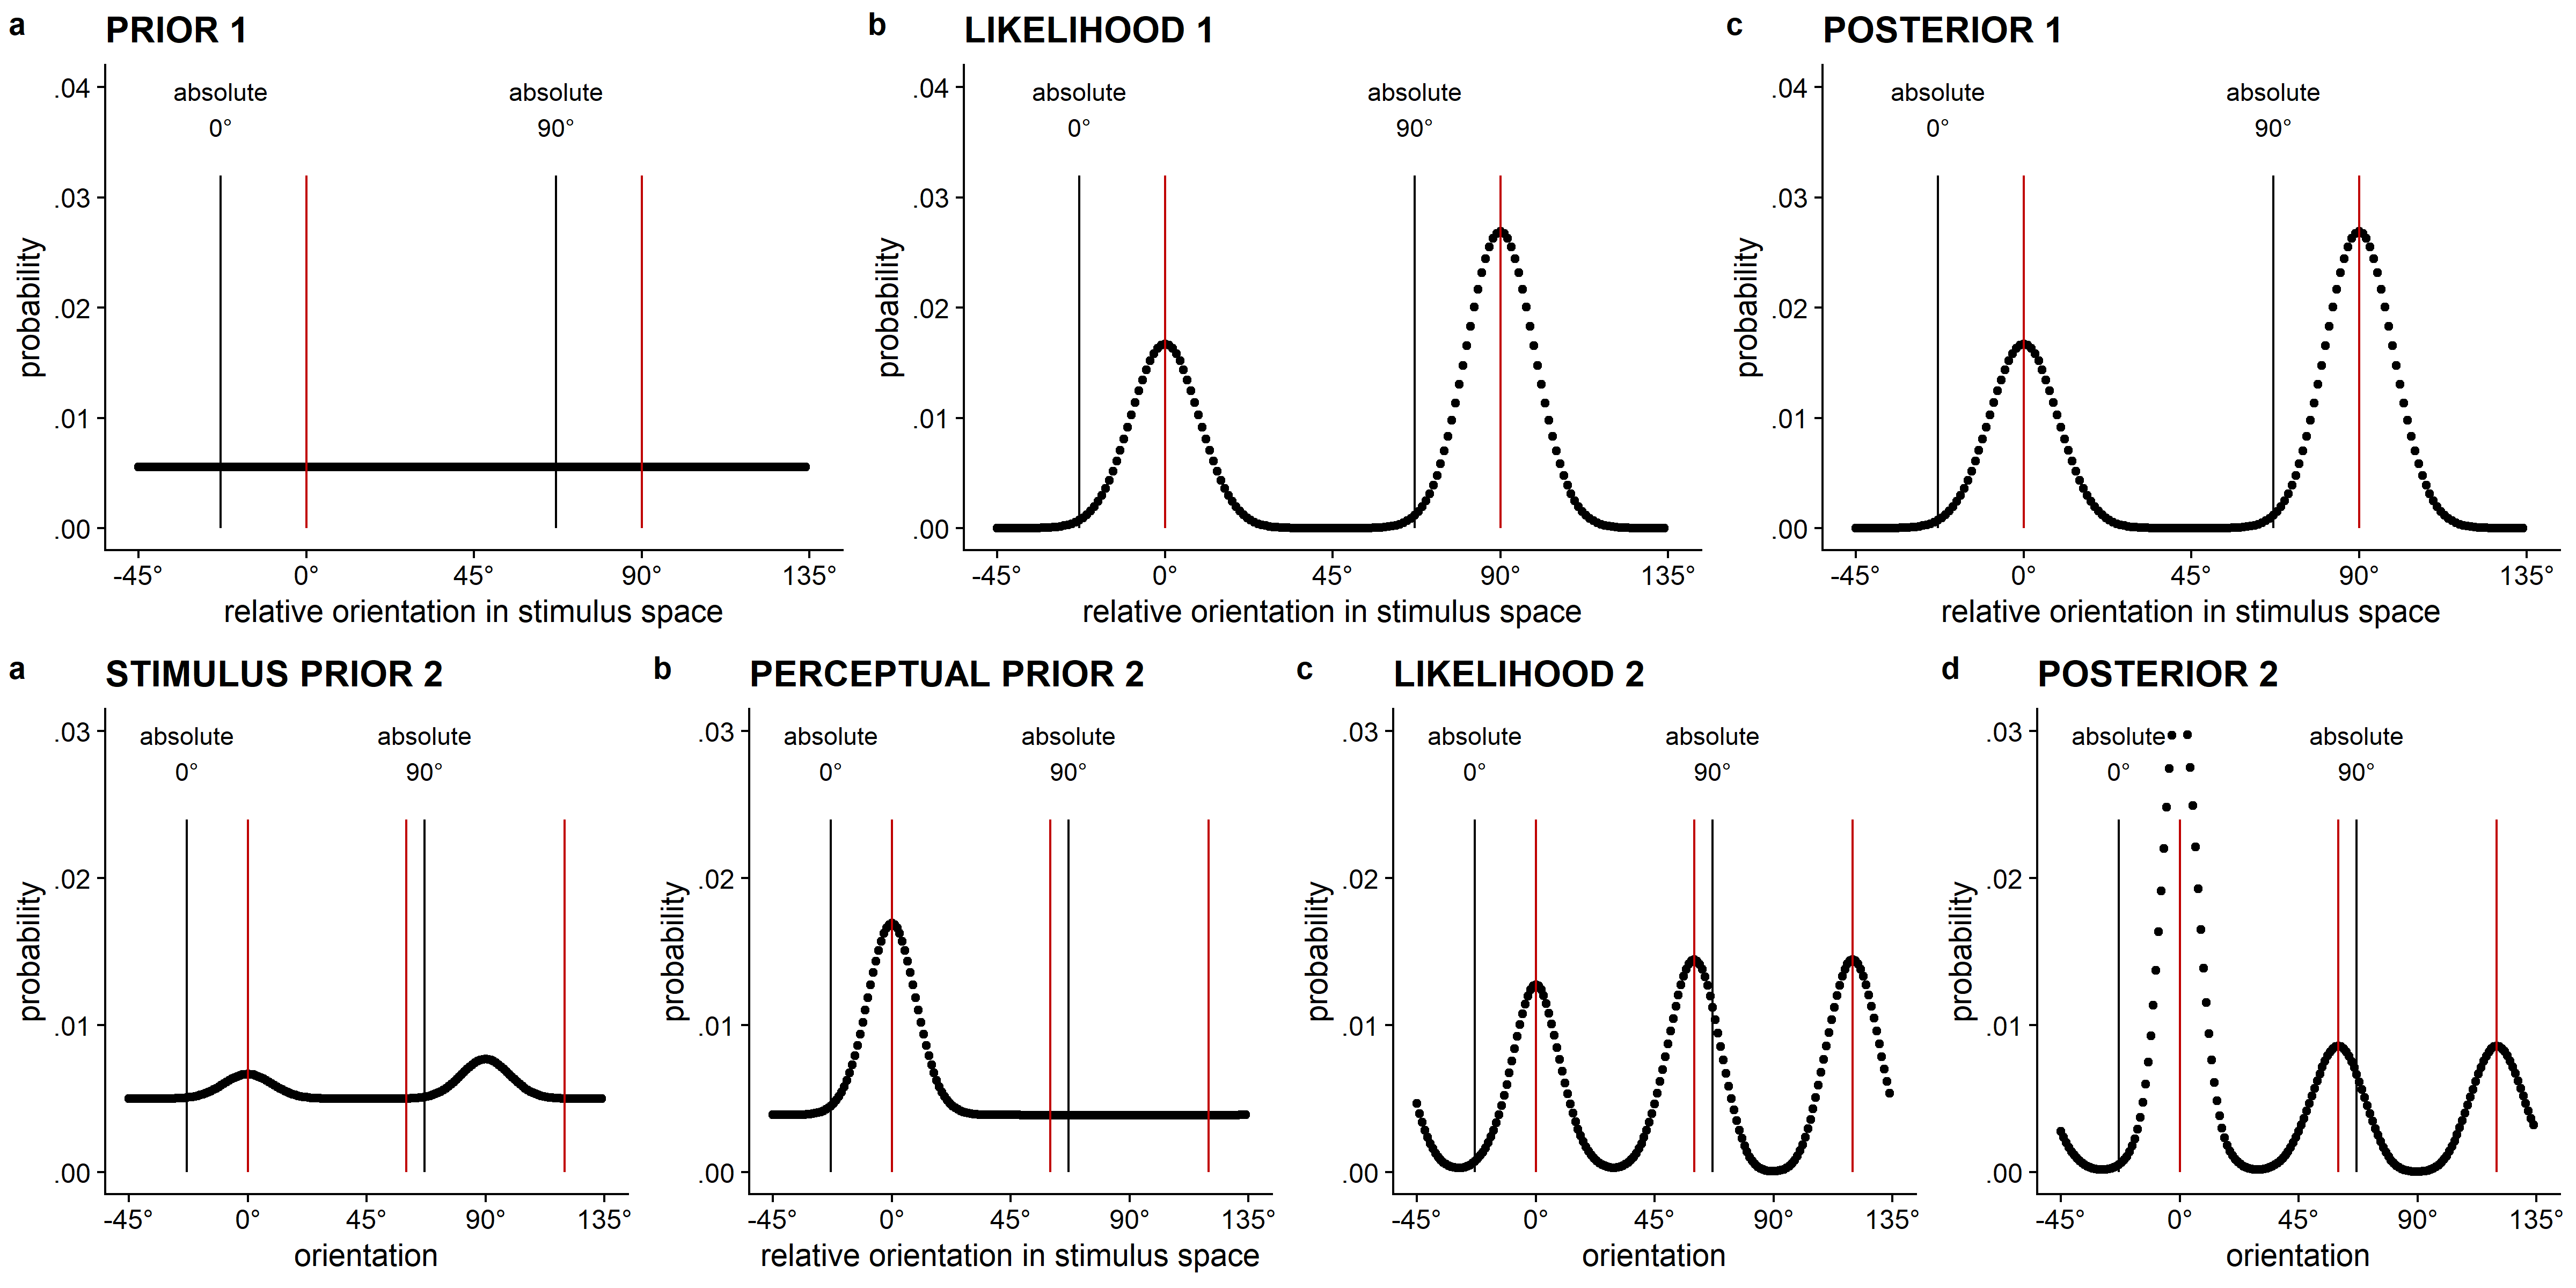 a PRIOR 1
absolute absolute
0° 90°
.04
.03
.02
.01
.00
probability
-45° 0° 45° 90° 135°
relative orientation in stimulus space
b LIKELIHOOD 1
absolute absolute
0° 90°
.04
.03
.02
.01
.00
probability
-45° 0° 45° 90° 135°
relative orientation in stimulus space
c POSTERIOR 1
absolute absolute
0° 90°
.04
.03
.02
.01
.00
probability
-45° 0° 45° 90° 135°
relative orientation in stimulus space
a STIMULUS PRIOR 2
absolute absolute
0° 90°
.03
.02
.01
.00
probability
-45° 0° 45° 90° 135°
orientation
b PERCEPTUAL PRIOR 2
absolute absolute
0° 90°
.03
.02
.01
.00
probability
-45° 0° 45° 90° 135°
relative orientation in stimulus space
c LIKELIHOOD 2
absolute absolute
0° 90°
.03
.02
.01
.00
probability
-45° 0° 45° 90° 135°
orientation
d POSTERIOR 2
absolute absolute
0° 90°
.03
.02
.01
.00
probability
-45° 0° 45° 90° 135°
orientation